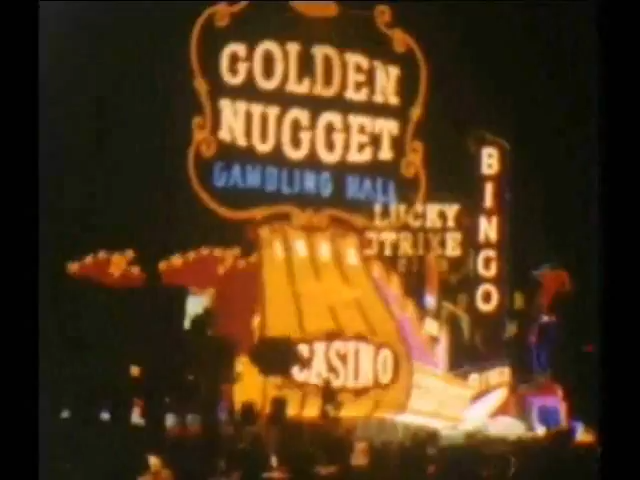 GOLDEN
NUGGET
GAMBLING HALL
LUCKY
STRIKE
BINGO
CASINO